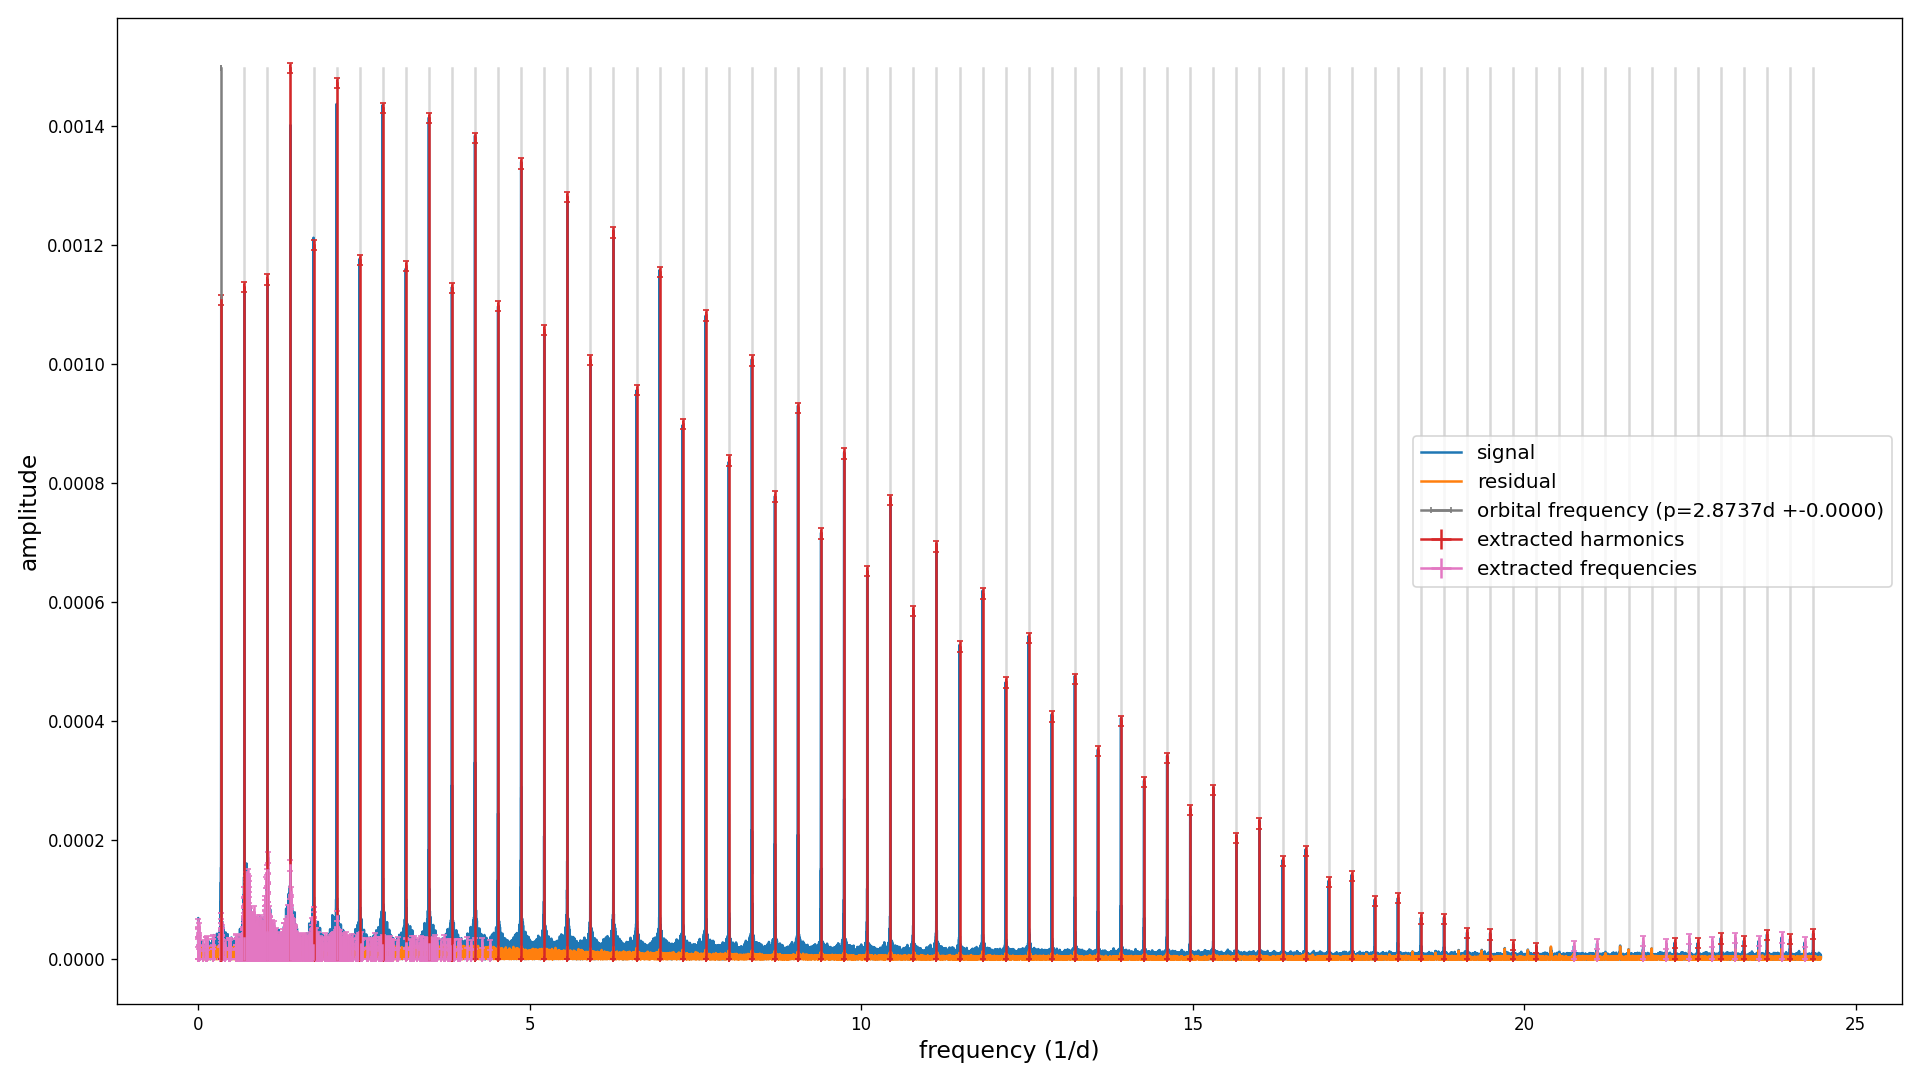 0.0014
0.0012
0.0010
0.0008
0.0006
0.0004
0.0002
0.0000
amplitude
signal
residual
orbital frequency (p=2.8737d +-0.0000)
extracted harmonics
extracted frequencies
0 5 10 15 20 25
frequency (1/d)